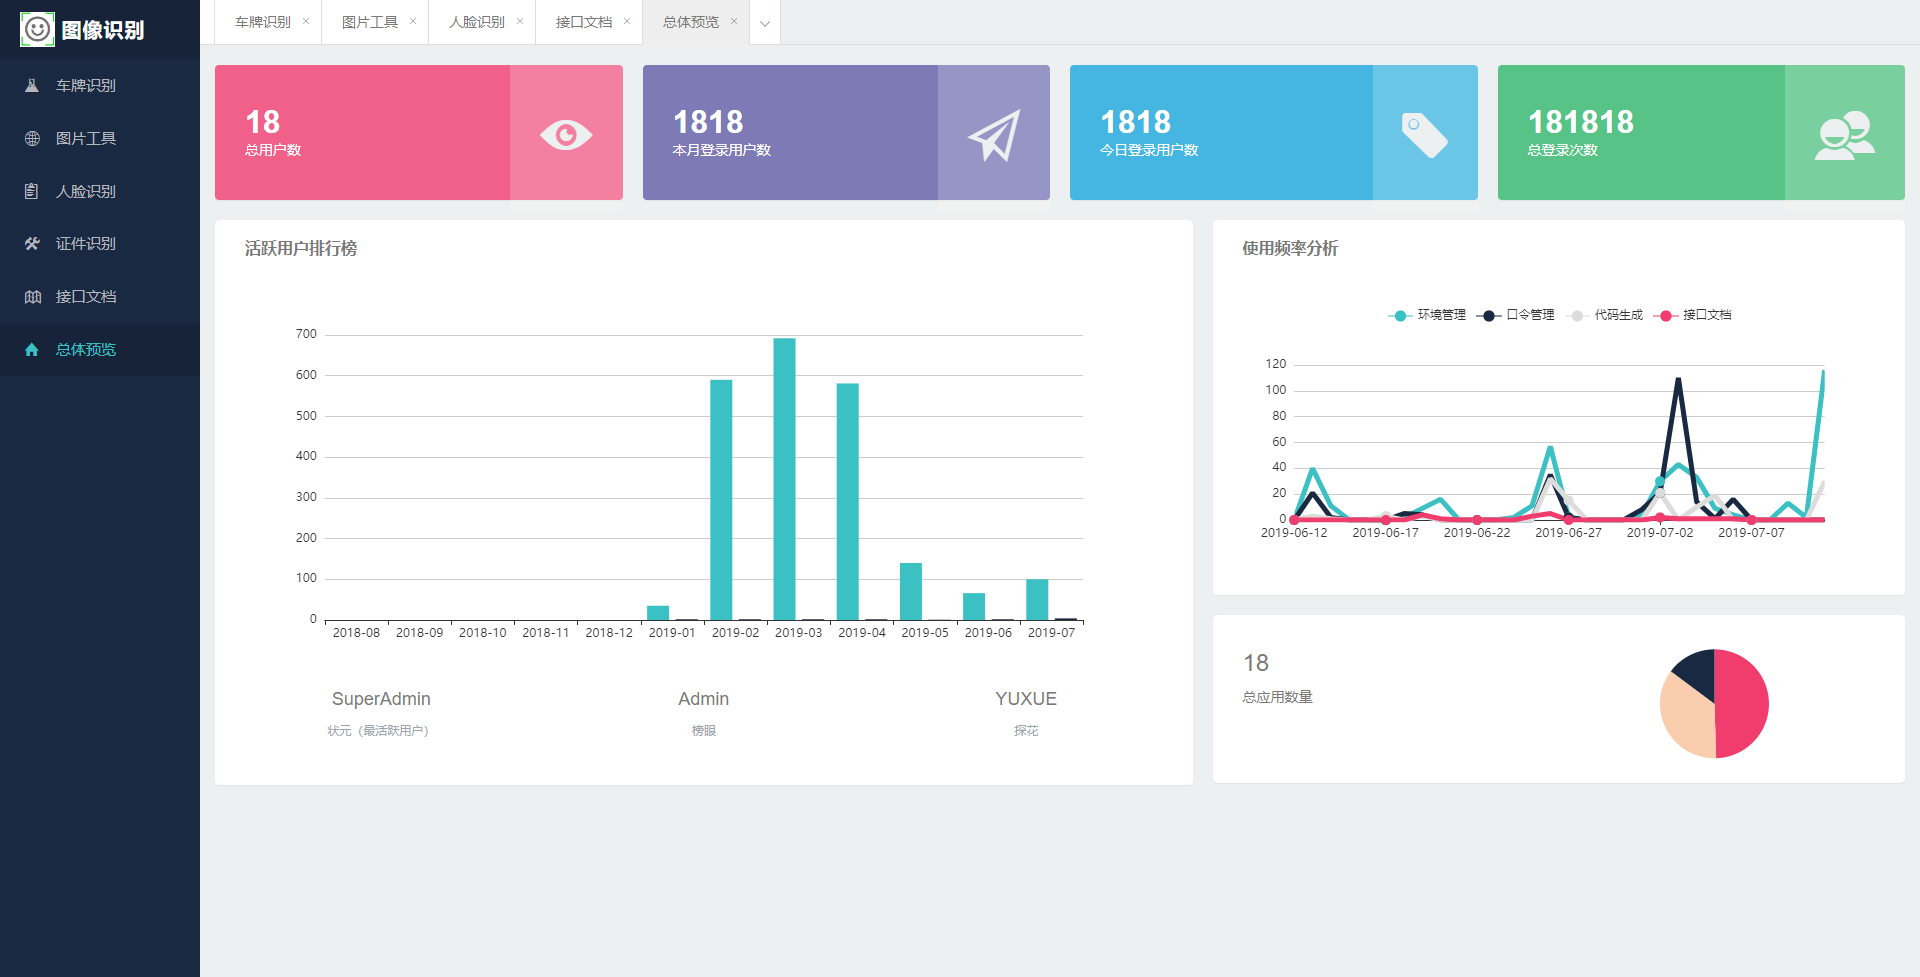 图像识别
车牌识别
图片工具
人脸识别
证件识别
接口文档
总体预览
车牌识别 × 图片工具 × 人脸识别 × 接口文档 × 总体预览 ×
18
总用户数
1818
本月登录用户数
1818
今日登录用户数
181818
总登录次数
活跃用户排行榜
700
600
500
400
300
200
100
0
2018-08 2018-09 2018-10 2018-11 2018-12 2019-01 2019-02 2019-03 2019-04 2019-05 2019-06 2019-07
SuperAdmin
状元（最活跃用户）
Admin
榜眼
YUXUE
探花
使用频率分析
环境管理 口令管理 代码生成 接口文档
120
100
80
60
40
20
0
2019-06-12 2019-06-17 2019-06-22 2019-06-27 2019-07-02 2019-07-07
18
总应用数量